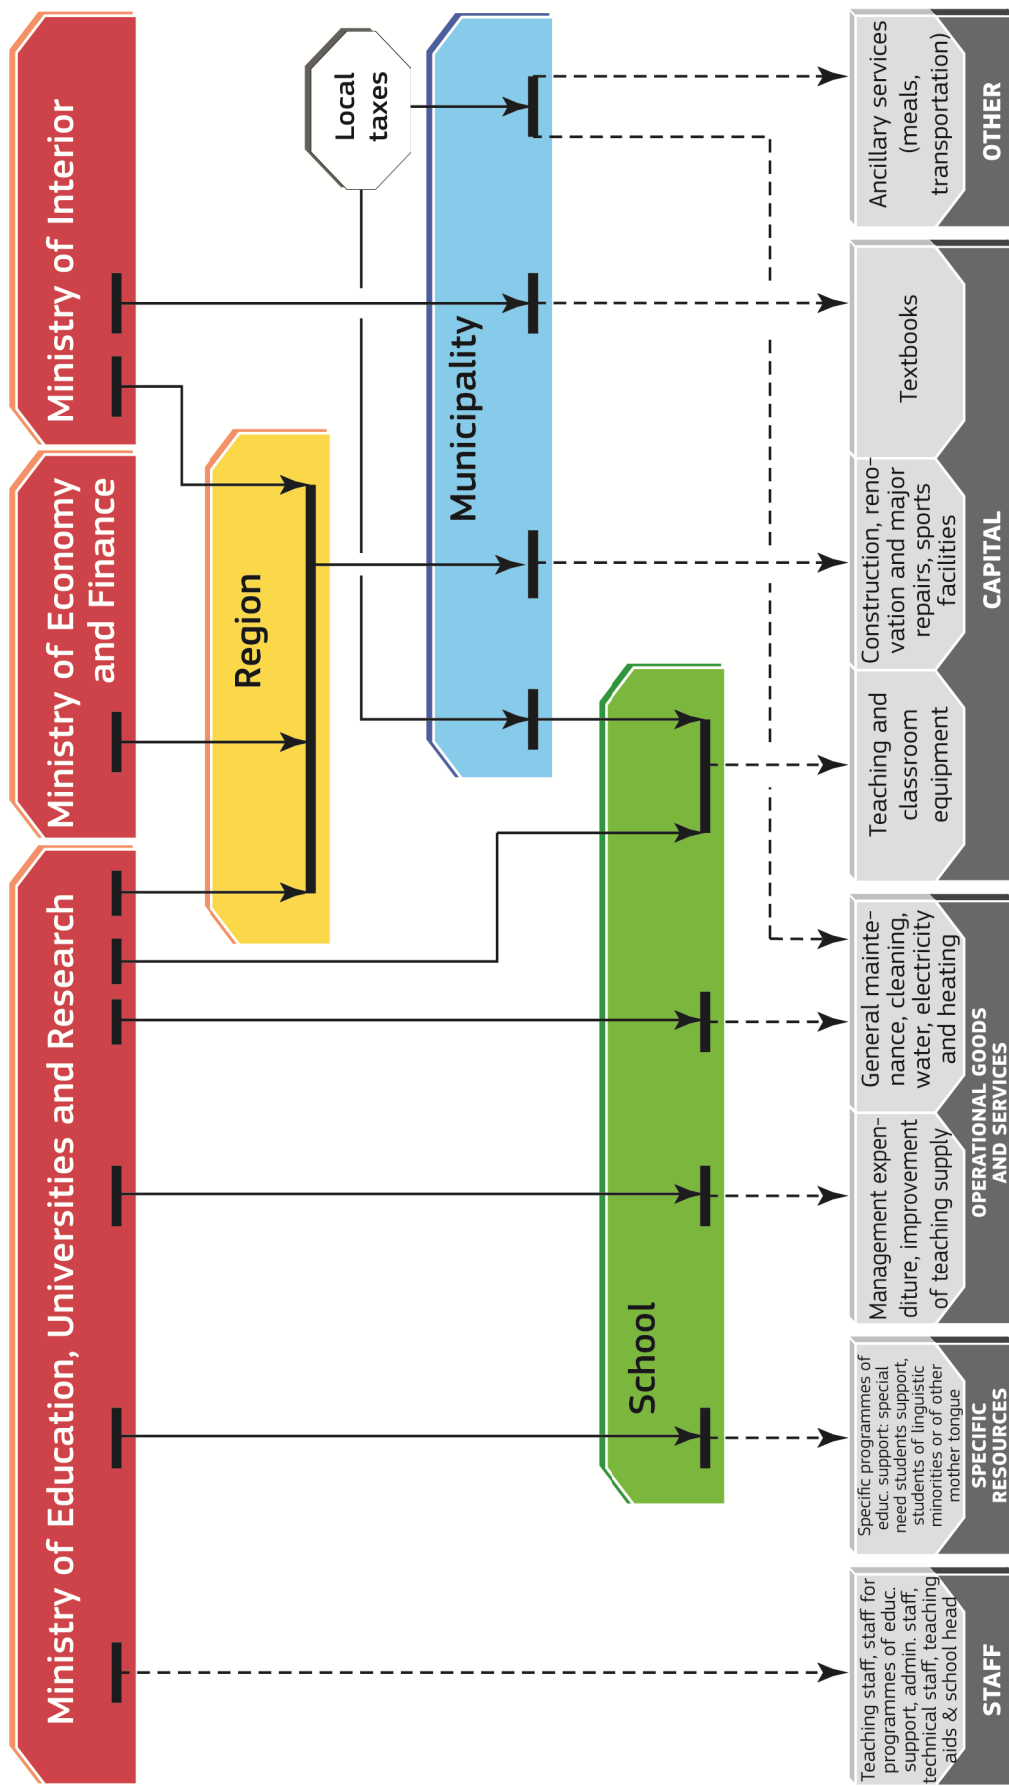 Ministry of Education, Universities and Research
Ministry of Economy
and Finance
Ministry of Interior
Region
Local
taxes
Municipality
School
Teaching staff, staff for
programmes of educ.
support, admin. staff,
technical staff, teaching
aids & school head
STAFF
Specific programmes of
educ. support: special
need students support,
students of linguistic
minorities or of other
mother tongue
SPECIFIC
RESOURCES
Management expen-
diture, improvement
of teaching supply
General mainte-
nance, cleaning,
water, electricity
and heating
OPERATIONAL GOODS
AND SERVICES
Teaching and
classroom
equipment
Construction, reno-
vation and major
repairs, sports
facilities
Textbooks
CAPITAL
Ancillary services
(meals,
transportation)
OTHER